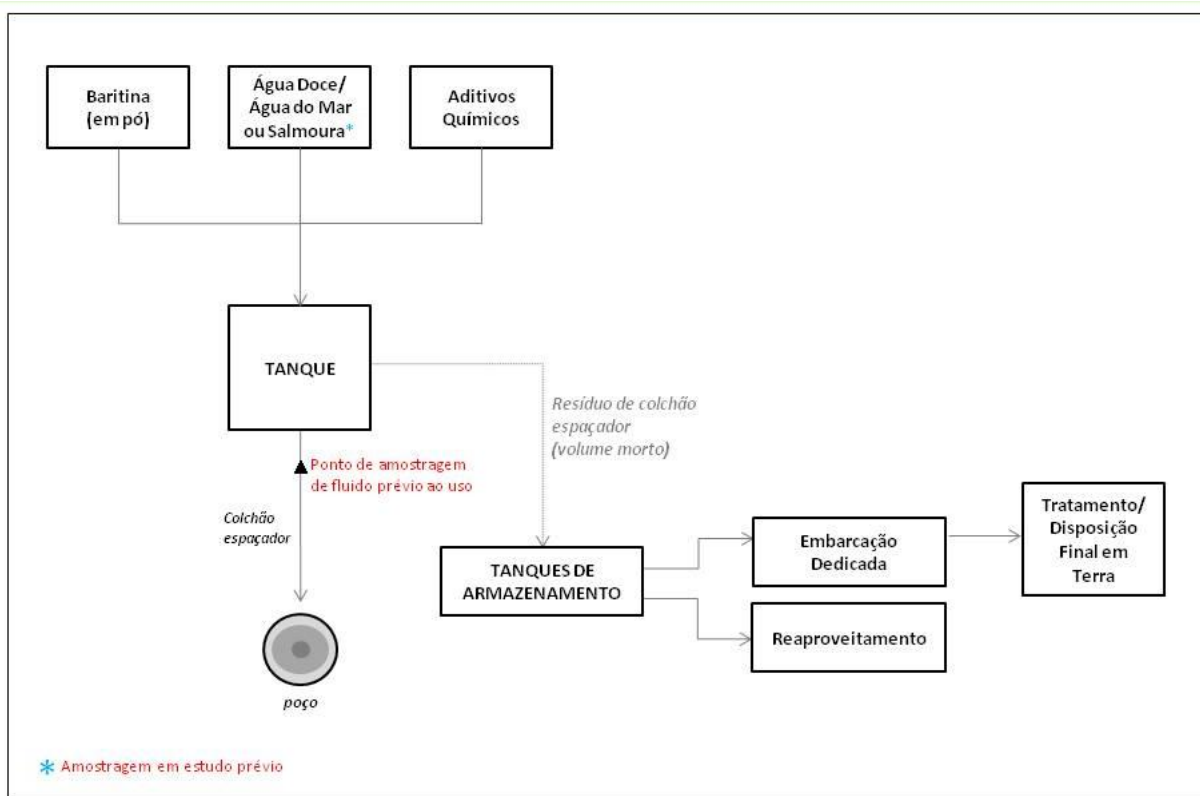 Baritina
(em pó)
Água Doce/
Água do Mar
ou Salmoura*
Aditivos
Químicos
TANQUE
Resíduo de colchão
espaçador
(volume morto)
Ponto de amostragem
de fluido prévio ao uso
Colchão
espaçador
poço
TANQUES DE
ARMAZENAMENTO
Embarcação
Dedicada
Tratamento/
Disposição
Final em
Terra
Reaproveitamento
* Amostragem em estudo prévio